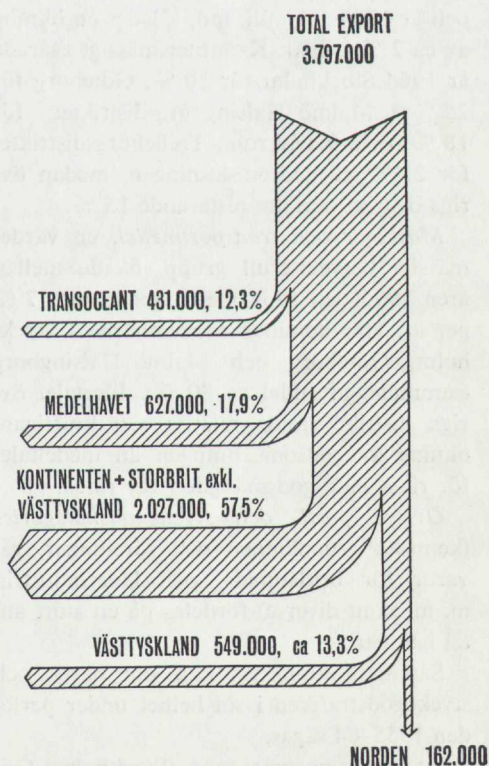 TOTAL EXPORT
3.797.000
TRANSOCEANT 431.000, 12,3%
MEDELHAVET 627.000, 17,9%
KONTINENTEN + STORBRIT. exkl.
VÄSTTYSKLAND 2.027.000, 57,5%
VÄSTTYSKLAND 549.000, ca 13,3%
NORDEN 162.000